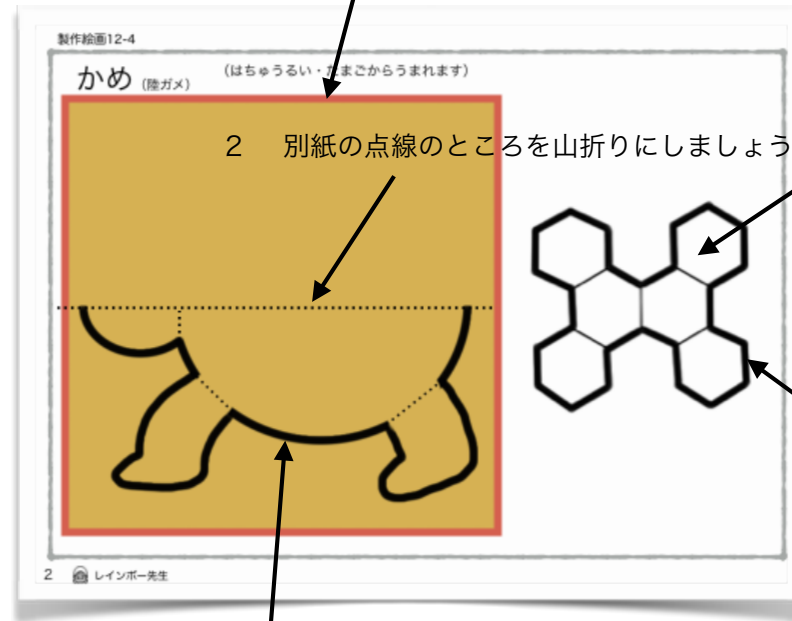 製作絵画12-4
かめ (陸ガメ) (はちゅうるい・たまごからうまれます)
2 別紙の点線のところを山折りにしましょう
2 レインボー先生